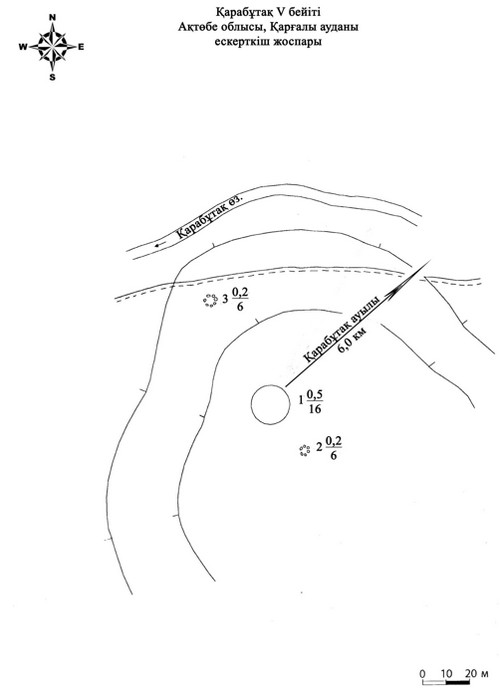 Қарабұтақ V бейіті
Ақтөбе облысы, Қарғалы ауданы
ескерткіш жоспары
N
W E
S
Қарабұтақ өз.
3 0,2
6
Қарабұтақ ауылы
6,0 км
1 0,5
16
2 0,2
6
0 10 20 м